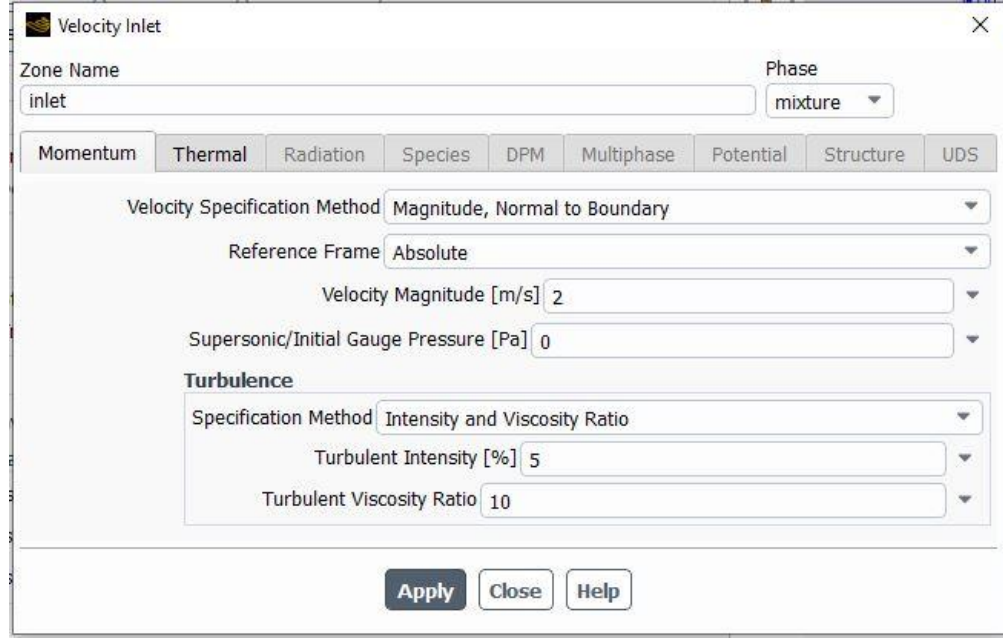 Velocity Inlet
Zone Name
Phase
inlet
mixture
Momentum Thermal Radiation Species DPM Multiphase Potential Structure UDS
Velocity Specification Method Magnitude, Normal to Boundary
Reference Frame Absolute
Velocity Magnitude [m/s] 2
Supersonic/Initial Gauge Pressure [Pa] 0
Turbulence
Specification Method Intensity and Viscosity Ratio
Turbulent Intensity [%] 5
Turbulent Viscosity Ratio 10
Apply Close Help